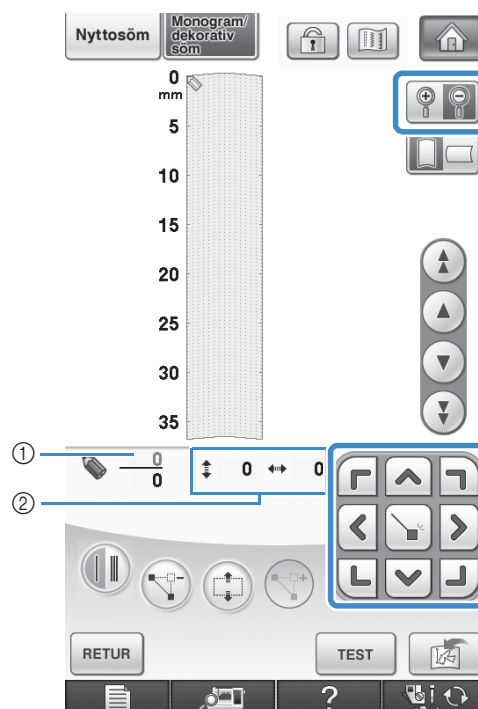 Nyttosöm
Monogram/
dekorativ
söm
0
mm
5
10
15
20
25
30
35
① 0
0
0 0
②
RETUR
TEST
?